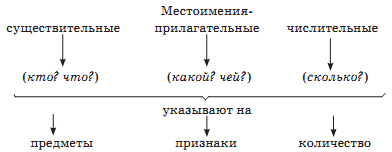 Местоимения-
существительные прилагательные числительные
(кто? что?) (какой? чей?) (сколько?)
указывают на
предметы признаки количество